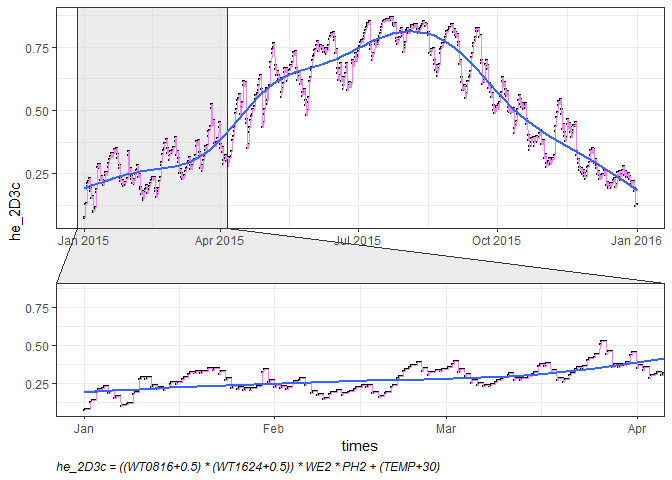 he_2D3c
0.75
0.50
0.25
Jan 2015 Apr 2015 Jul 2015 Oct 2015 Jan 2016
0.75
0.50
0.25
Jan Feb Mar Apr
times
he_2D3c = ((WT0816+0.5) * (WT1624+0.5)) * WE2 * PH2 + (TEMP+30)